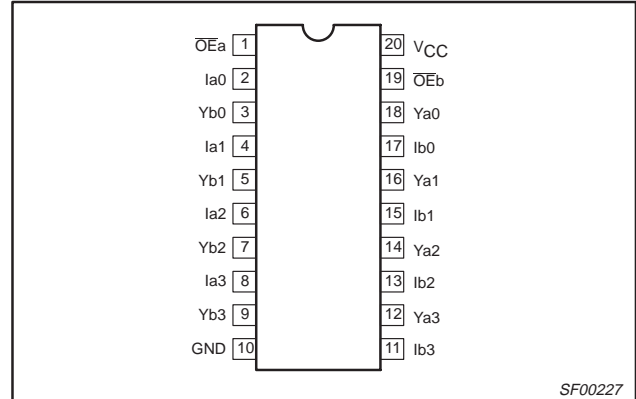 O̅E̅a 1 20 VCC
Ia0 2 19 O̅E̅b
Yb0 3 18 Ya0
Ia1 4 17 Ib0
Yb1 5 16 Ya1
Ia2 6 15 Ib1
Yb2 7 14 Ya2
Ia3 8 13 Ib2
Yb3 9 12 Ya3
GND 10 11 Ib3
SF00227